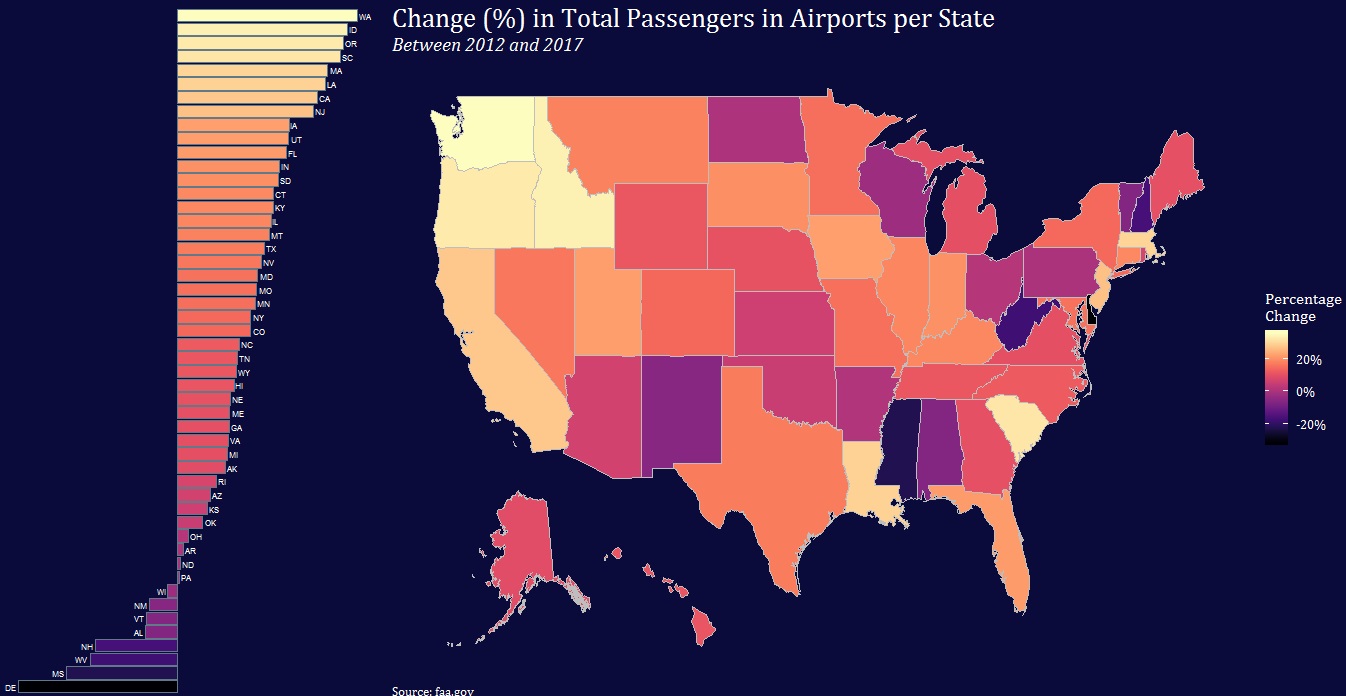 Change (%) in Total Passengers in Airports per State
Between 2012 and 2017
WA
ID
OR
SC
MA
LA
CA
NJ
IA
UT
FL
IN
SD
CT
KY
IL
MT
TX
NV
MD
MO
MN
NY
CO
NC
TN
WY
HI
NE
ME
GA
VA
MI
AK
RI
AZ
KS
OK
OH
AR
ND
PA
WI
NM
VT
AL
NH
WV
MS
DE
Percentage
Change
20%
0%
-20%
Source: faa.gov